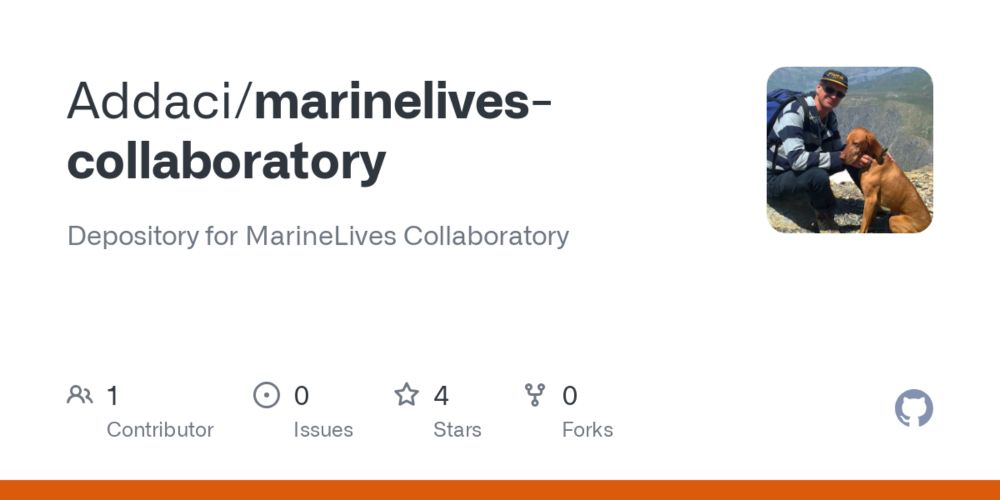 Addaci/marinelives-
collaboratory
Depository for MarineLives Collaboratory
1 0 4 0
Contributor Issues Stars Forks